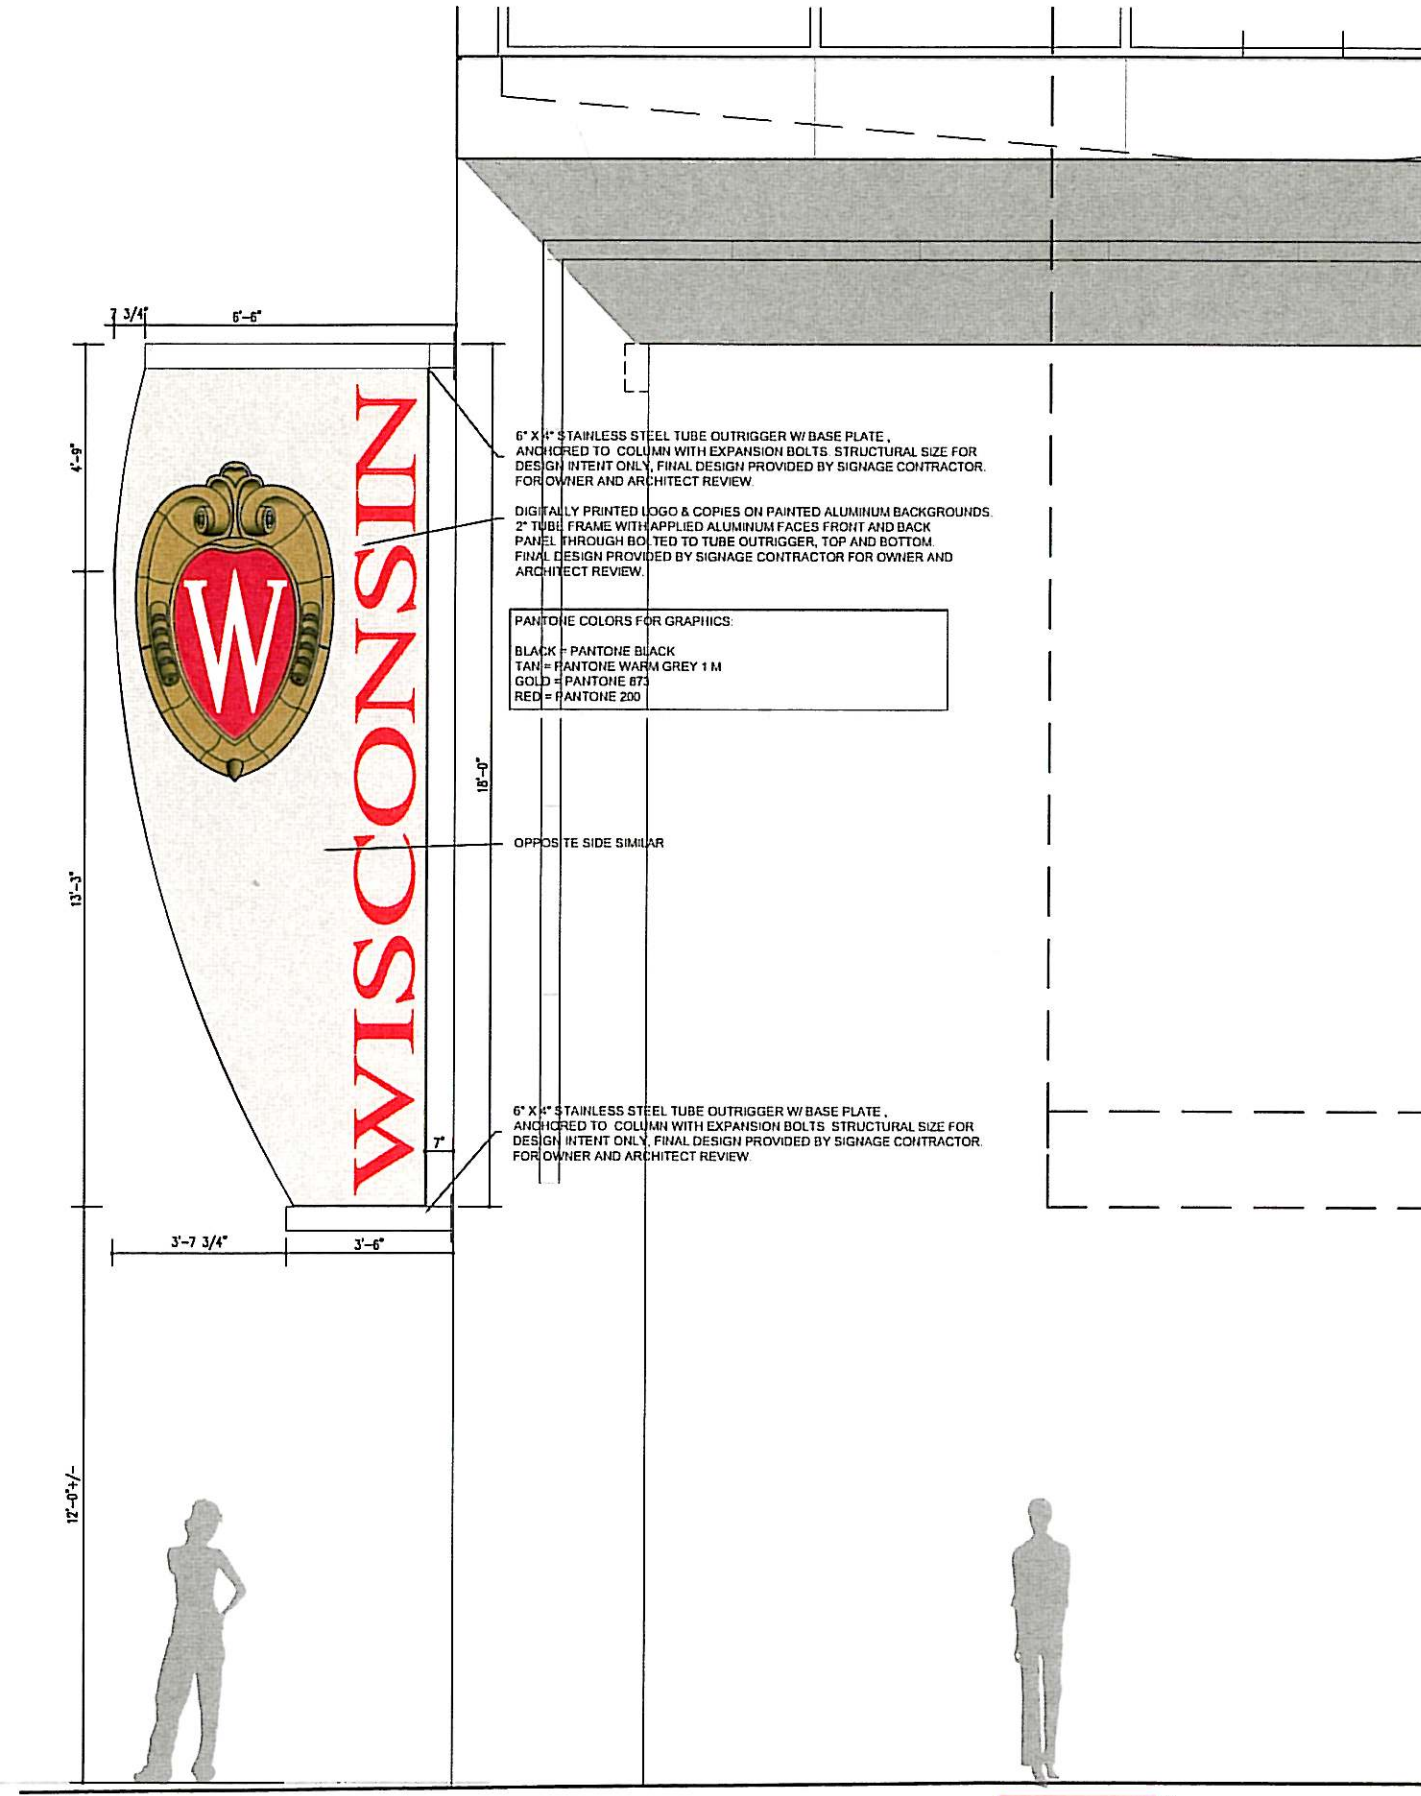 7 3/4"
6'-6"
4'-9"
W
WISCONSIN
6" X 4" STAINLESS STEEL TUBE OUTRIGGER W/ BASE PLATE ,
ANCHORED TO COLUMN WITH EXPANSION BOLTS. STRUCTURAL SIZE FOR
DESIGN INTENT ONLY, FINAL DESIGN PROVIDED BY SIGNAGE CONTRACTOR.
FOR OWNER AND ARCHITECT REVIEW.
DIGITALLY PRINTED LOGO & COPIES ON PAINTED ALUMINUM BACKGROUNDS.
2" TUBE FRAME WITH APPLIED ALUMINUM FACES FRONT AND BACK
PANEL THROUGH BOLTED TO TUBE OUTRIGGER, TOP AND BOTTOM.
FINAL DESIGN PROVIDED BY SIGNAGE CONTRACTOR FOR OWNER AND
ARCHITECT REVIEW.
PANTONE COLORS FOR GRAPHICS:
BLACK = PANTONE BLACK
TAN = PANTONE WARM GREY 1 M
GOLD = PANTONE 873
RED = PANTONE 200
18'-0"
OPPOSITE SIDE SIMILAR
13'-3"
6" X 4" STAINLESS STEEL TUBE OUTRIGGER W/ BASE PLATE ,
ANCHORED TO COLUMN WITH EXPANSION BOLTS STRUCTURAL SIZE FOR
DESIGN INTENT ONLY, FINAL DESIGN PROVIDED BY SIGNAGE CONTRACTOR.
FOR OWNER AND ARCHITECT REVIEW.
7"
3'-7 3/4"
3'-6"
12'-0"+/-